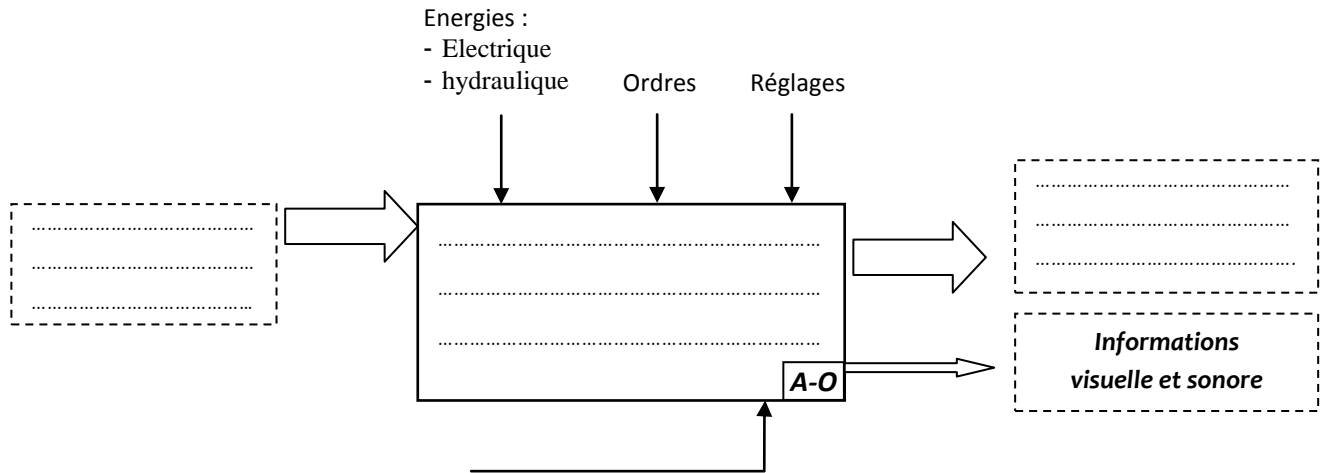 Energies :
- Electrique
- hydraulique
Ordres
Réglages
……………………………………
……………………………………
…………………………………..
………………………………………………………………
………………………………………………………………
………………………………………………………………
A-O
…………………………………………
…………………………………………
………………………………………….
Informations
visuelle et sonore